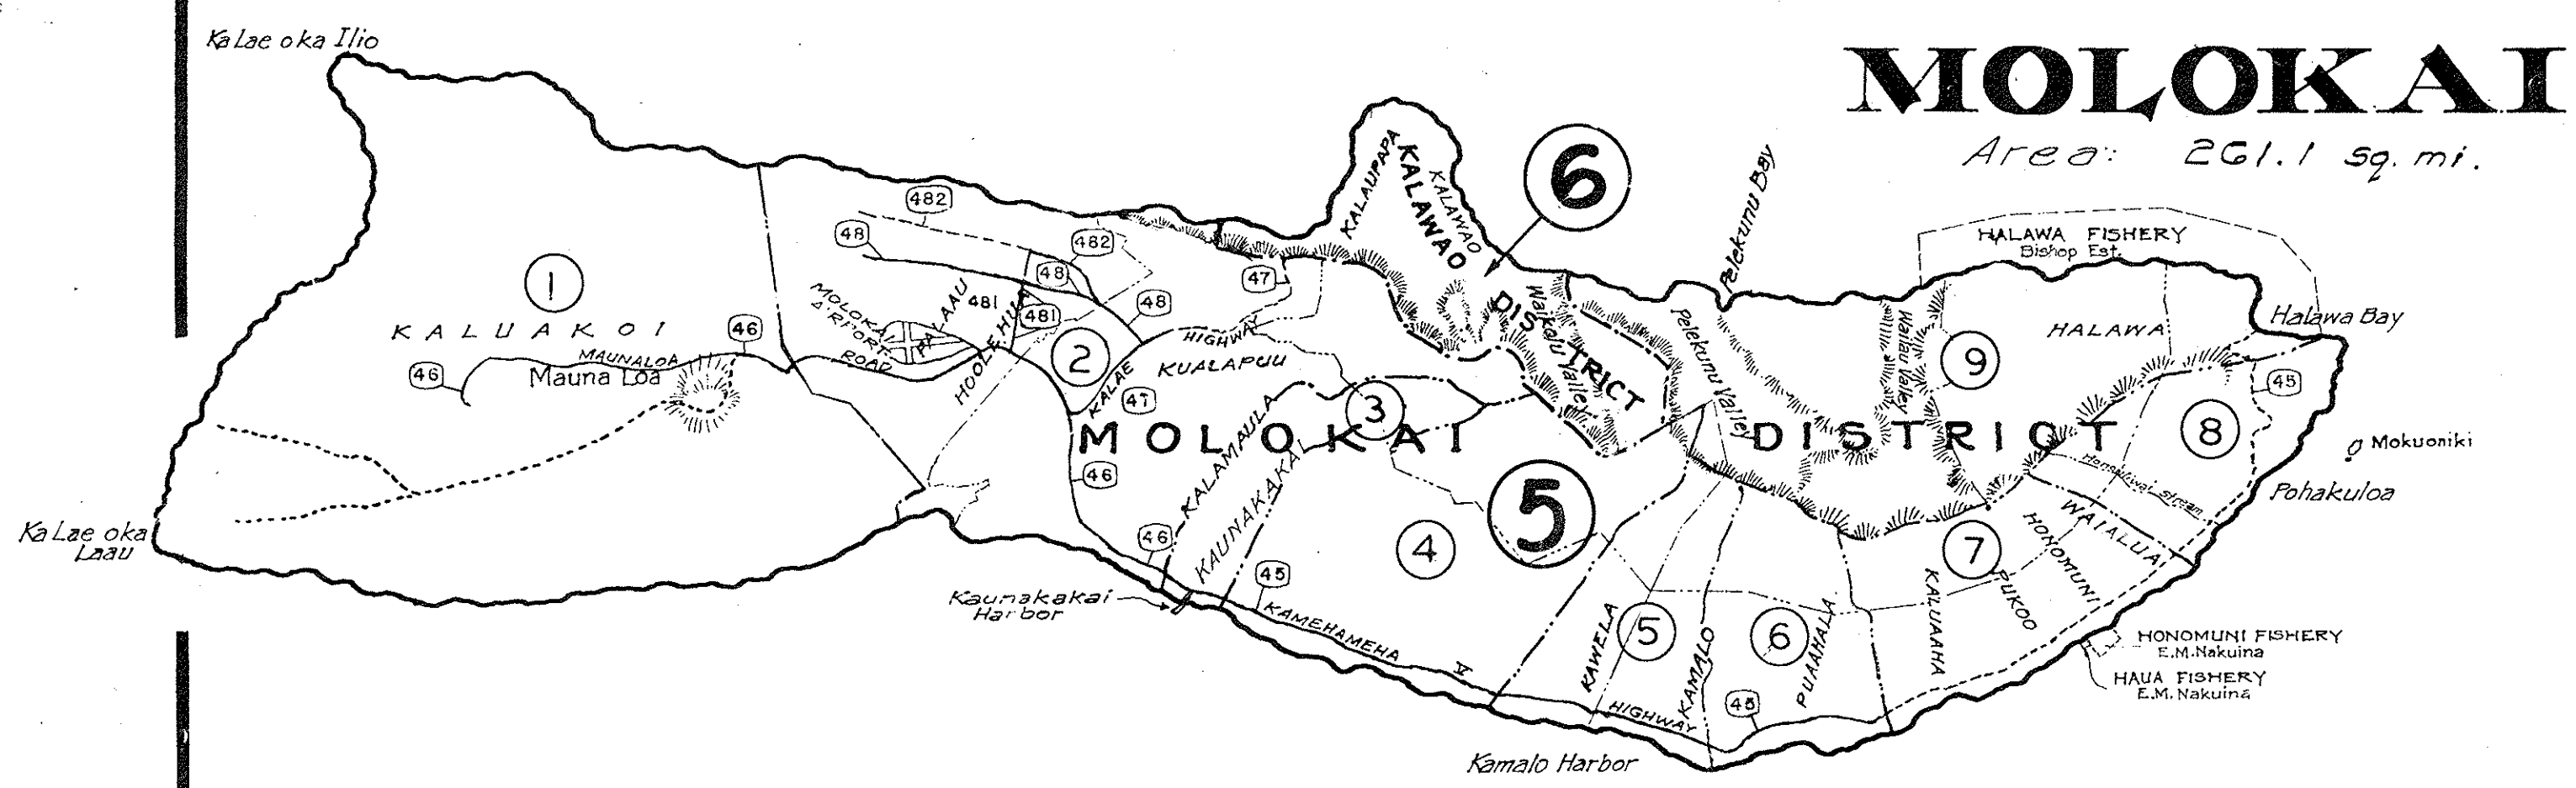 MOLOKAI
Area: 261.1 sq. mi.
Ka Lae o ka Ilio
6
Pelekunu Bay
KALAUPAPA
KALAWAO
KALAWAO
DISTRICT
Waikolu Valley
482
48
482
48
48
47
HALAWA FISHERY
Bishop Est.
1
KALUAKOI
46
MAUNALOA
ROAD
Mauna Loa
46
MOLOKAI
AIRPORT
PALAAU
481
481
HOOLEHUA
2
HIGHWAY
KALAE
KUALAPUU
47
3
Pelekunu Valley
Wailau Valley
9
HALAWA
Halawa Bay
45
8
MOLOKAI DISTRICT
Mokuoniki
46
KALAMAULA
KAUNAKAKAI
5
Honouliwai stream
Pohakuloa
WAIALUA
Ka Lae o ka
Laau
46
45
4
7
HONOMUNI
PUKOO
KALUAAHA
Kaunakakai
Harbor
KAMEHAMEHA
V
HIGHWAY
KAWELA
5
KAMALO
6
PUAAHALA
45
HONOMUNI FISHERY
E.M. Nakuina
HAUA FISHERY
E.M. Nakuina
Kamalo Harbor